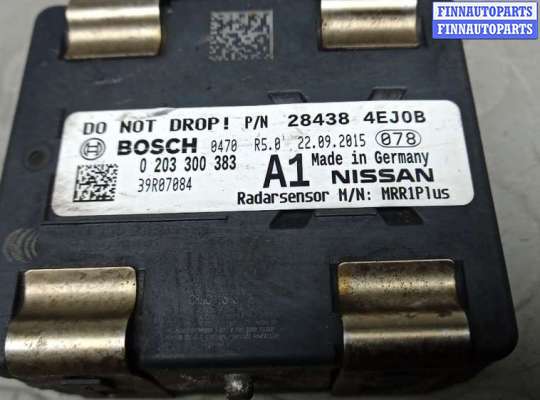 FINNAUTOPARTS
FINNAUTOPARTS
DO NOT DROP! P/N 28438 4EJ0B
BOSCH 0470 R5.0' 22.09.2015 078
0 203 300 383 A1 Made in Germany
39R07084 NISSAN
Radarsensor M/N: MRR1Plus